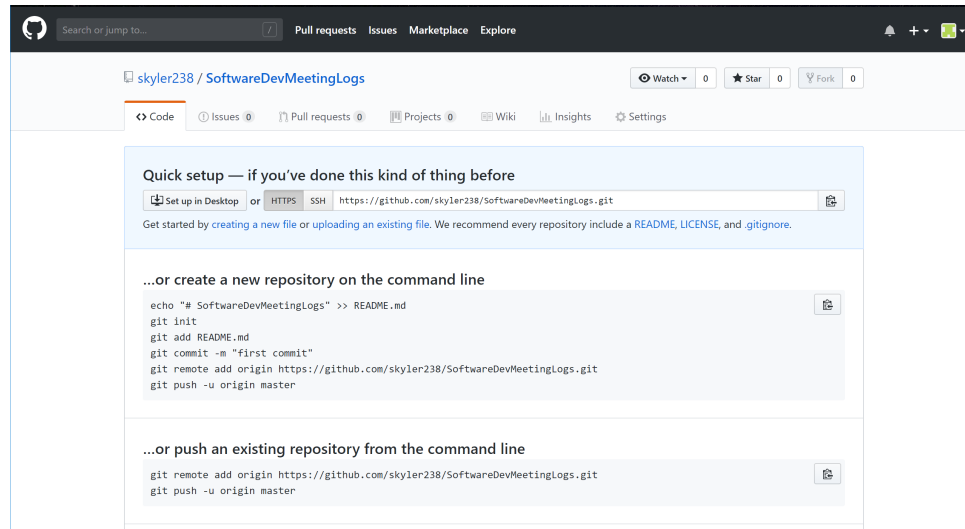 Search or jump to... / Pull requests Issues Marketplace Explore
skyler238 / SoftwareDevMeetingLogs Watch 0 Star 0 Fork 0
<> Code Issues 0 Pull requests 0 Projects 0 Wiki Insights Settings
Quick setup — if you’ve done this kind of thing before
Set up in Desktop or HTTPS SSH https://github.com/skyler238/SoftwareDevMeetingLogs.git
Get started by creating a new file or uploading an existing file. We recommend every repository include a README, LICENSE, and .gitignore.
…or create a new repository on the command line
echo "# SoftwareDevMeetingLogs" >> README.md
git init
git add README.md
git commit -m "first commit"
git remote add origin https://github.com/skyler238/SoftwareDevMeetingLogs.git
git push -u origin master
…or push an existing repository from the command line
git remote add origin https://github.com/skyler238/SoftwareDevMeetingLogs.git
git push -u origin master